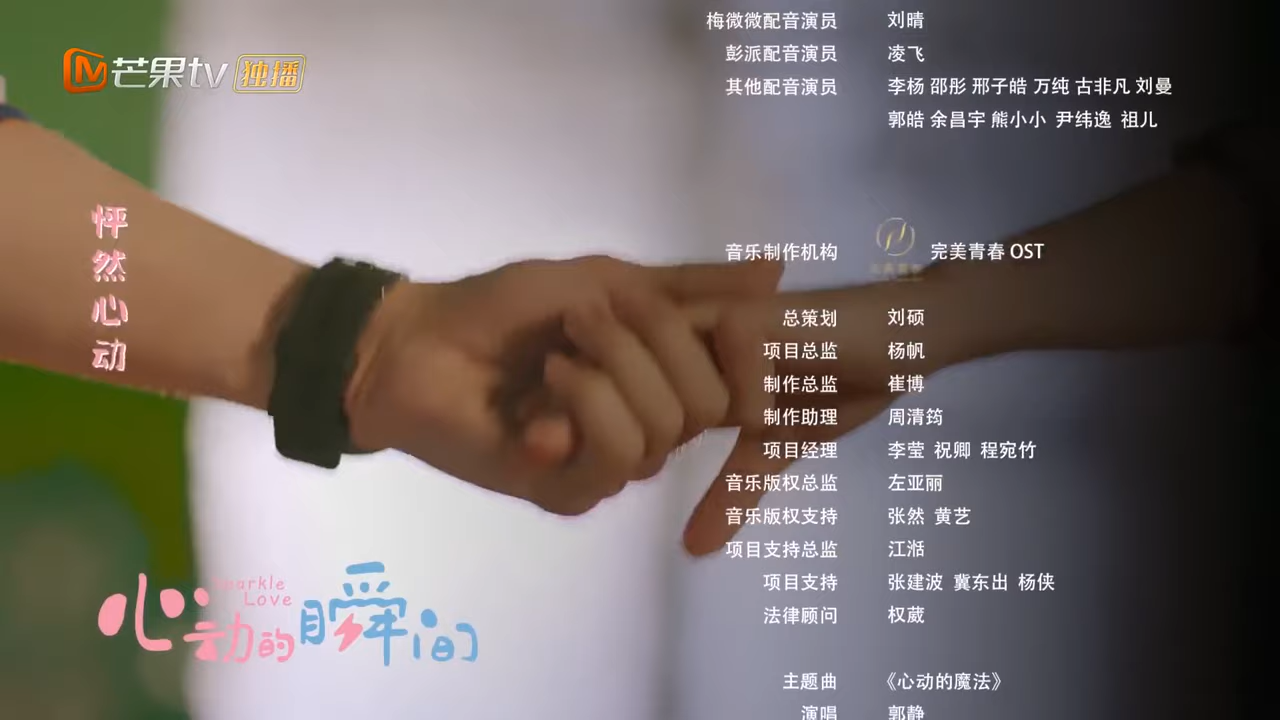 芒果tv 独播
怦然心动
梅微微配音演员 刘晴
彭派配音演员 凌飞
其他配音演员 李杨 邵彤 邢子皓 万纯 古非凡 刘曼
郭皓 余昌宇 熊小小 尹纬逸 祖儿
音乐制作机构 完美青春 OST
总策划 刘硕
项目总监 杨帆
制作总监 崔博
制作助理 周清筠
项目经理 李莹 祝卿 程宛竹
音乐版权总监 左亚丽
音乐版权支持 张然 黄艺
项目支持总监 江湉
项目支持 张建波 冀东出 杨侠
法律顾问 权葳
主题曲 《心动的魔法》
演唱 郭静
Sparkle
Love
心动的瞬间